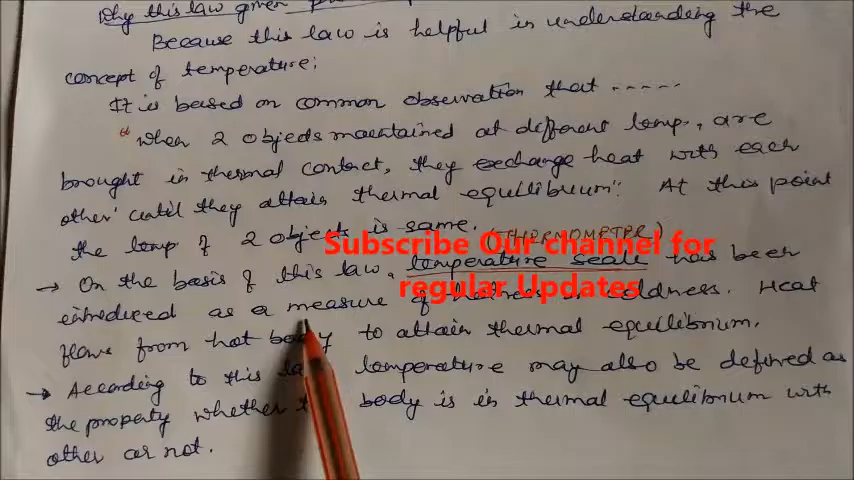 Why this law given
Because this law is helpful in understanding the
concept of temperature:
It is based on common observation that -----
"when 2 objects maintained at different temp, are
brought in thermal contact, they exchange heat with each
other until they attain thermal equilibrium". At this point
the temp of 2 objects is same. (THERMOMETER)
→ On the basis of this law, temperature scale has been
introduced as a measure of hotness or coldness. Heat
flows from hot body to attain thermal equilibrium.
→ According to this temperature may also be defined as
the property whether body is in thermal equilibrium with
other or not.
Subscribe Our channel for
regular Updates